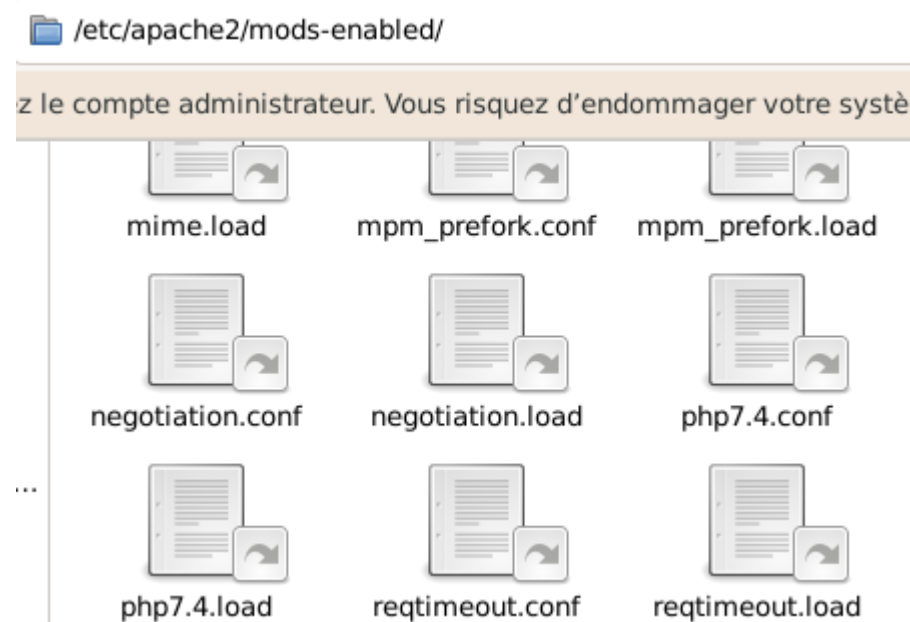 /etc/apache2/mods-enabled/
z le compte administrateur. Vous risquez d’endommager votre systè
mime.load mpm_prefork.conf mpm_prefork.load
negotiation.conf negotiation.load php7.4.conf
...
php7.4.load reqtimeout.conf reqtimeout.load